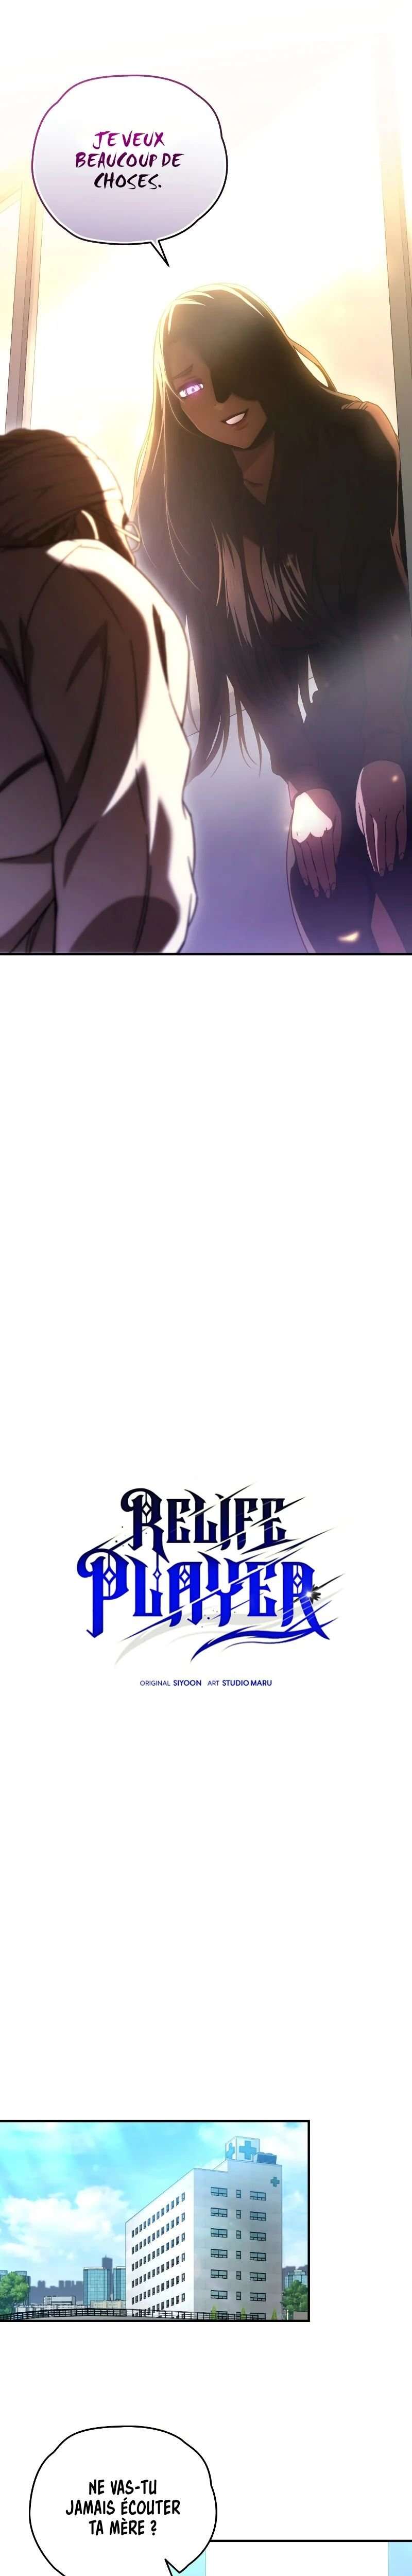 JE VEUX
BEAUCOUP DE
CHOSES.
RELIFE
PLAYER
ORIGINAL SIYOON ART STUDIO MARU
NE VAS-TU
JAMAIS ÉCOUTER
TA MÈRE ?